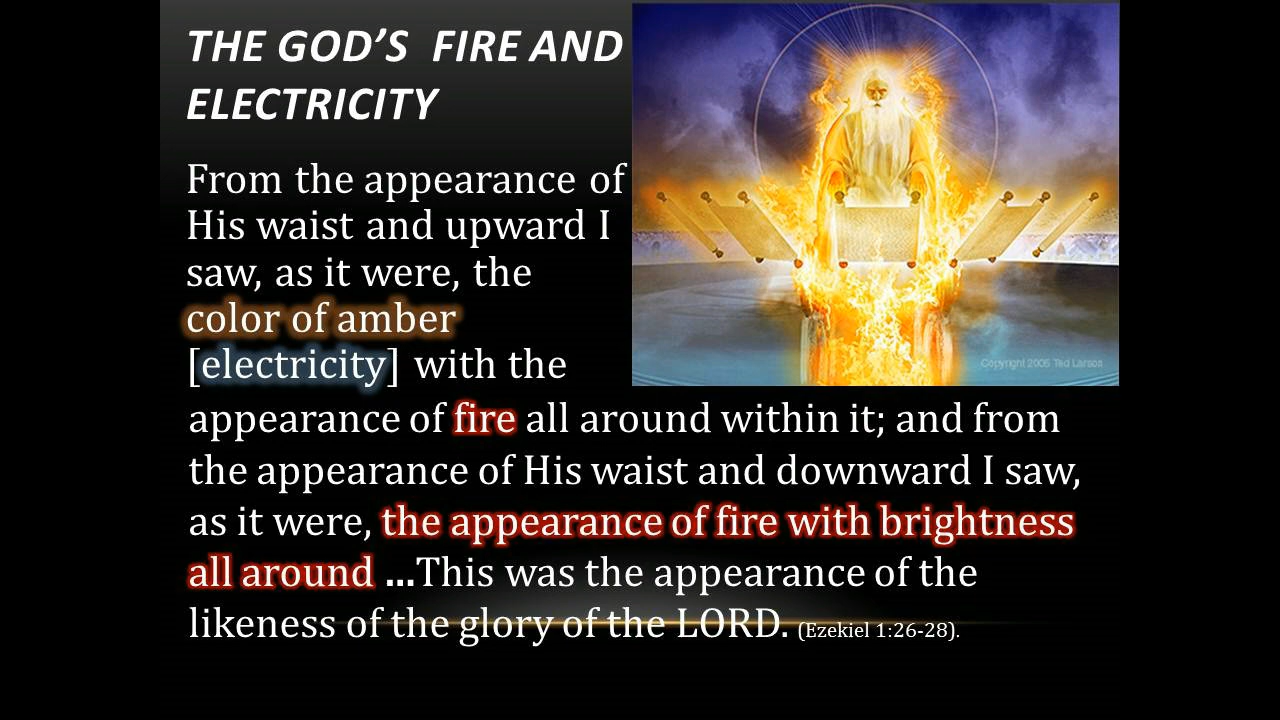 THE GOD’S  FIRE AND
ELECTRICITY
From the appearance of
His waist and upward I
saw, as it were, the
color of amber
[electricity] with the
appearance of fire all around within it; and from
the appearance of His waist and downward I saw,
as it were, the appearance of fire with brightness
all around ...This was the appearance of the
likeness of the glory of the LORD. (Ezekiel 1:26-28).
Copyright 2005 Ted Larson